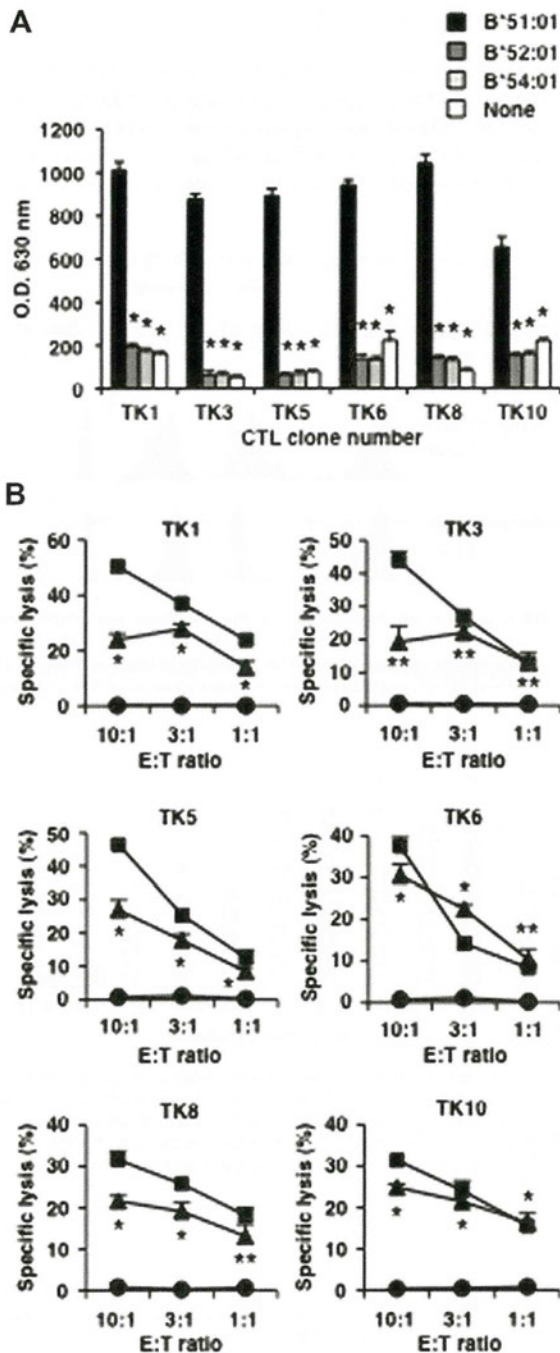 A
B*51:01
B*52:01
B*54:01
None
1200
1000
800
600
400
200
0
O.D. 630 nm
* * *
* * *
* * *
* * *
* * *
* * *
TK1 TK3 TK5 TK6 TK8 TK10
CTL clone number
B
TK1
Specific lysis (%)
60
40
20
0
* * *
10:1 3:1 1:1
E:T ratio
TK3
Specific lysis (%)
50
40
30
20
10
0
** ** **
10:1 3:1 1:1
E:T ratio
TK5
Specific lysis (%)
50
40
30
20
10
0
* * *
10:1 3:1 1:1
E:T ratio
TK6
Specific lysis (%)
40
30
20
10
0
* * **
10:1 3:1 1:1
E:T ratio
TK8
Specific lysis (%)
40
30
20
10
0
* * **
10:1 3:1 1:1
E:T ratio
TK10
Specific lysis (%)
40
30
20
10
0
* * *
10:1 3:1 1:1
E:T ratio